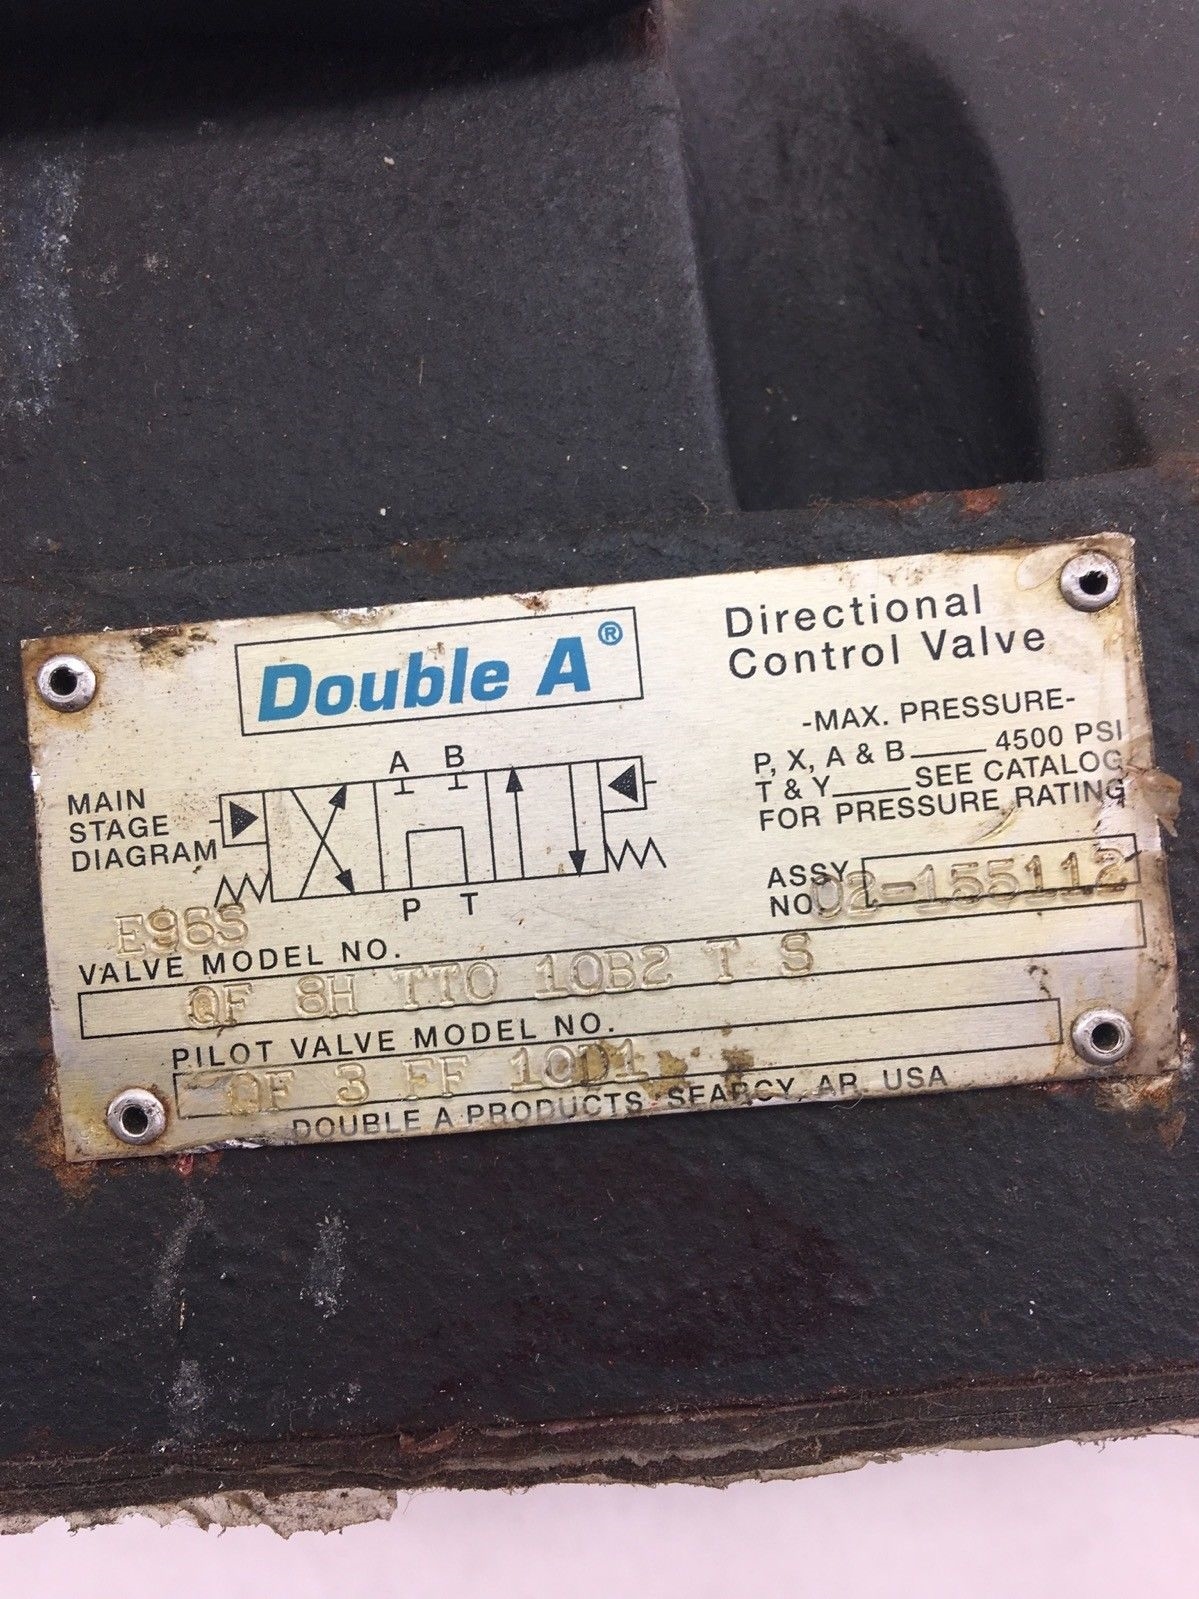 Double A®
Directional
Control Valve
-MAX. PRESSURE-
P, X, A & B 4500 PSI
T & Y SEE CATALOG
FOR PRESSURE RATING
MAIN
STAGE
DIAGRAM
A B
P T
ASSY
NO. 02-155112
E96S
VALVE MODEL NO.
QF 8H TTO 10B2 T S
PILOT VALVE MODEL NO.
QF 3 FF 10D1
DOUBLE A PRODUCTS SEARCY, AR. USA